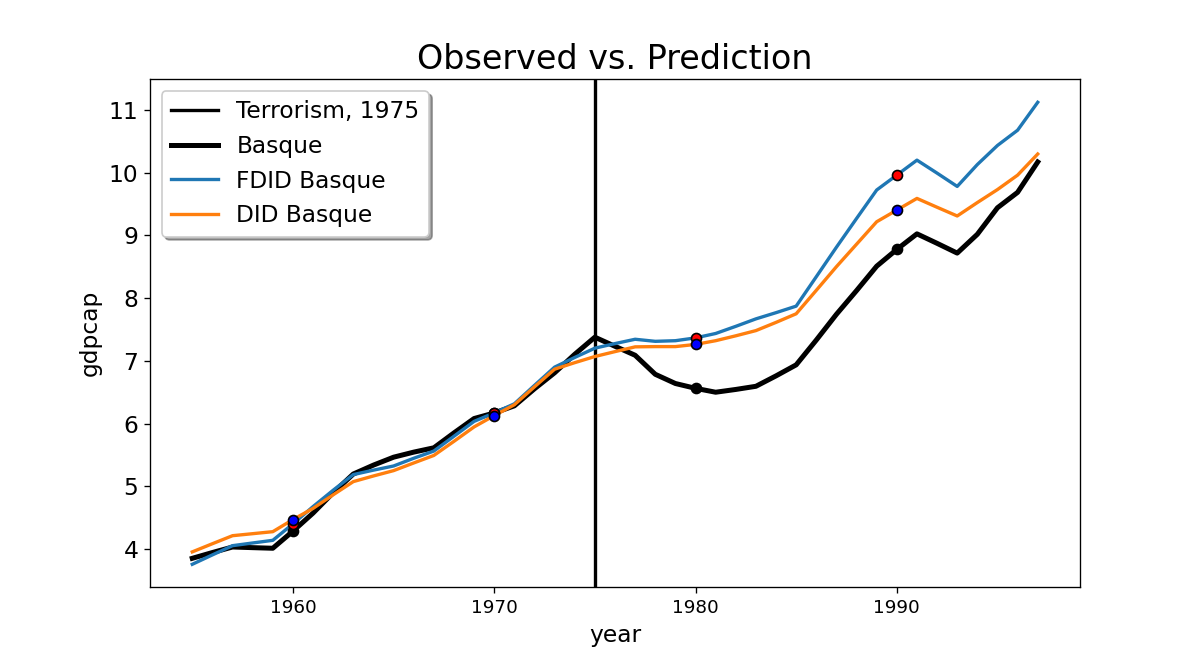 Observed vs. Prediction
Terrorism, 1975
Basque
FDID Basque
DID Basque
11
10
9
8
7
6
5
4
gdpcap
1960 1970 1980 1990
year